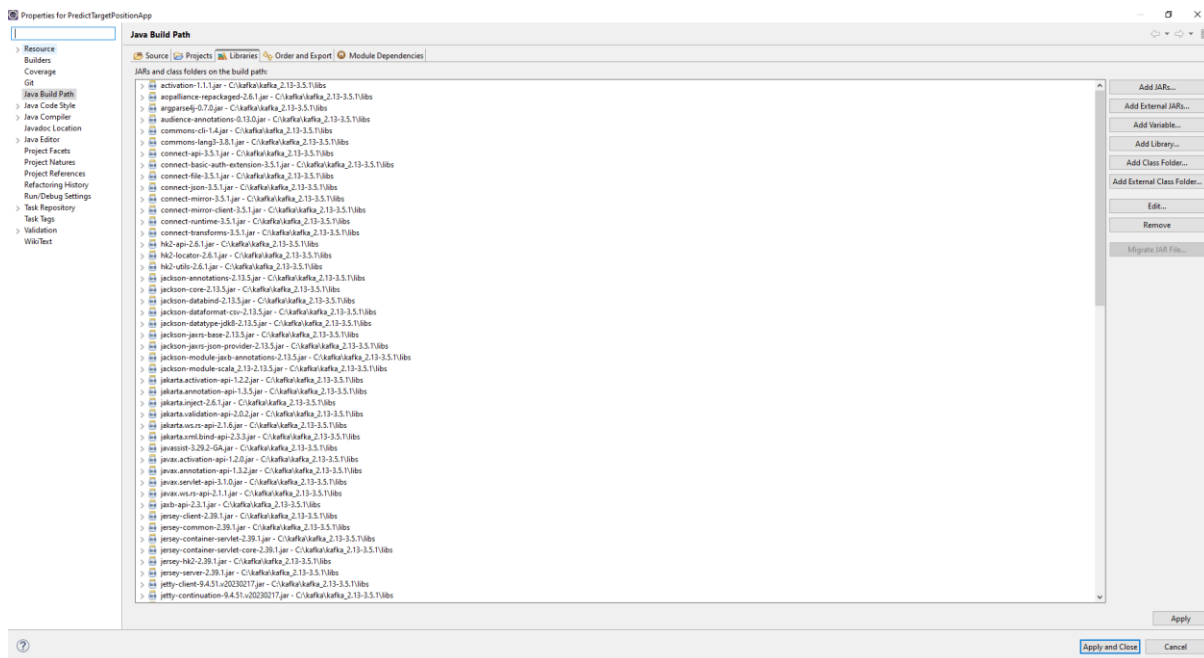 Properties for PredictTargetPositionApp
Resource
Builders
Coverage
Git
Java Build Path
Java Code Style
Java Compiler
Javadoc Location
Java Editor
Project Facets
Project Natures
Project References
Refactoring History
Run/Debug Settings
Task Repository
Task Tags
Validation
WikiText
Java Build Path
Source Projects Libraries Order and Export Module Dependencies
JARs and class folders on the build path:
activation-1.1.1.jar - C:\kafka\kafka_2.13-3.5.1\libs
aopalliance-repackaged-2.6.1.jar - C:\kafka\kafka_2.13-3.5.1\libs
argparse4j-0.7.0.jar - C:\kafka\kafka_2.13-3.5.1\libs
audience-annotations-0.13.0.jar - C:\kafka\kafka_2.13-3.5.1\libs
commons-cli-1.4.jar - C:\kafka\kafka_2.13-3.5.1\libs
commons-lang3-3.8.1.jar - C:\kafka\kafka_2.13-3.5.1\libs
connect-api-3.5.1.jar - C:\kafka\kafka_2.13-3.5.1\libs
connect-basic-auth-extension-3.5.1.jar - C:\kafka\kafka_2.13-3.5.1\libs
connect-file-3.5.1.jar - C:\kafka\kafka_2.13-3.5.1\libs
connect-json-3.5.1.jar - C:\kafka\kafka_2.13-3.5.1\libs
connect-mirror-3.5.1.jar - C:\kafka\kafka_2.13-3.5.1\libs
connect-mirror-client-3.5.1.jar - C:\kafka\kafka_2.13-3.5.1\libs
connect-runtime-3.5.1.jar - C:\kafka\kafka_2.13-3.5.1\libs
connect-transforms-3.5.1.jar - C:\kafka\kafka_2.13-3.5.1\libs
hk2-api-2.6.1.jar - C:\kafka\kafka_2.13-3.5.1\libs
hk2-locator-2.6.1.jar - C:\kafka\kafka_2.13-3.5.1\libs
hk2-utils-2.6.1.jar - C:\kafka\kafka_2.13-3.5.1\libs
jackson-annotations-2.13.5.jar - C:\kafka\kafka_2.13-3.5.1\libs
jackson-core-2.13.5.jar - C:\kafka\kafka_2.13-3.5.1\libs
jackson-databind-2.13.5.jar - C:\kafka\kafka_2.13-3.5.1\libs
jackson-dataformat-csv-2.13.5.jar - C:\kafka\kafka_2.13-3.5.1\libs
jackson-datatype-jdk8-2.13.5.jar - C:\kafka\kafka_2.13-3.5.1\libs
jackson-jaxrs-base-2.13.5.jar - C:\kafka\kafka_2.13-3.5.1\libs
jackson-jaxrs-json-provider-2.13.5.jar - C:\kafka\kafka_2.13-3.5.1\libs
jackson-module-jaxb-annotations-2.13.5.jar - C:\kafka\kafka_2.13-3.5.1\libs
jackson-module-scala_2.13-2.13.5.jar - C:\kafka\kafka_2.13-3.5.1\libs
jakarta.activation-api-1.2.2.jar - C:\kafka\kafka_2.13-3.5.1\libs
jakarta.annotation-api-1.3.5.jar - C:\kafka\kafka_2.13-3.5.1\libs
jakarta.inject-2.6.1.jar - C:\kafka\kafka_2.13-3.5.1\libs
jakarta.validation-api-2.0.2.jar - C:\kafka\kafka_2.13-3.5.1\libs
jakarta.ws.rs-api-2.1.6.jar - C:\kafka\kafka_2.13-3.5.1\libs
jakarta.xml.bind-api-2.3.3.jar - C:\kafka\kafka_2.13-3.5.1\libs
javassist-3.29.2-GA.jar - C:\kafka\kafka_2.13-3.5.1\libs
javax.activation-api-1.2.0.jar - C:\kafka\kafka_2.13-3.5.1\libs
javax.annotation-api-1.3.2.jar - C:\kafka\kafka_2.13-3.5.1\libs
javax.servlet-api-3.1.0.jar - C:\kafka\kafka_2.13-3.5.1\libs
javax.ws.rs-api-2.1.1.jar - C:\kafka\kafka_2.13-3.5.1\libs
jaxb-api-2.3.1.jar - C:\kafka\kafka_2.13-3.5.1\libs
jersey-client-2.39.1.jar - C:\kafka\kafka_2.13-3.5.1\libs
jersey-common-2.39.1.jar - C:\kafka\kafka_2.13-3.5.1\libs
jersey-container-servlet-2.39.1.jar - C:\kafka\kafka_2.13-3.5.1\libs
jersey-container-servlet-core-2.39.1.jar - C:\kafka\kafka_2.13-3.5.1\libs
jersey-hk2-2.39.1.jar - C:\kafka\kafka_2.13-3.5.1\libs
jersey-server-2.39.1.jar - C:\kafka\kafka_2.13-3.5.1\libs
jetty-client-9.4.51.v20230217.jar - C:\kafka\kafka_2.13-3.5.1\libs
jetty-continuation-9.4.51.v20230217.jar - C:\kafka\kafka_2.13-3.5.1\libs
Add JARs...
Add External JARs...
Add Variable...
Add Library...
Add Class Folder...
Add External Class Folder...
Edit...
Remove
Migrate JAR File...
Apply
Apply and Close Cancel